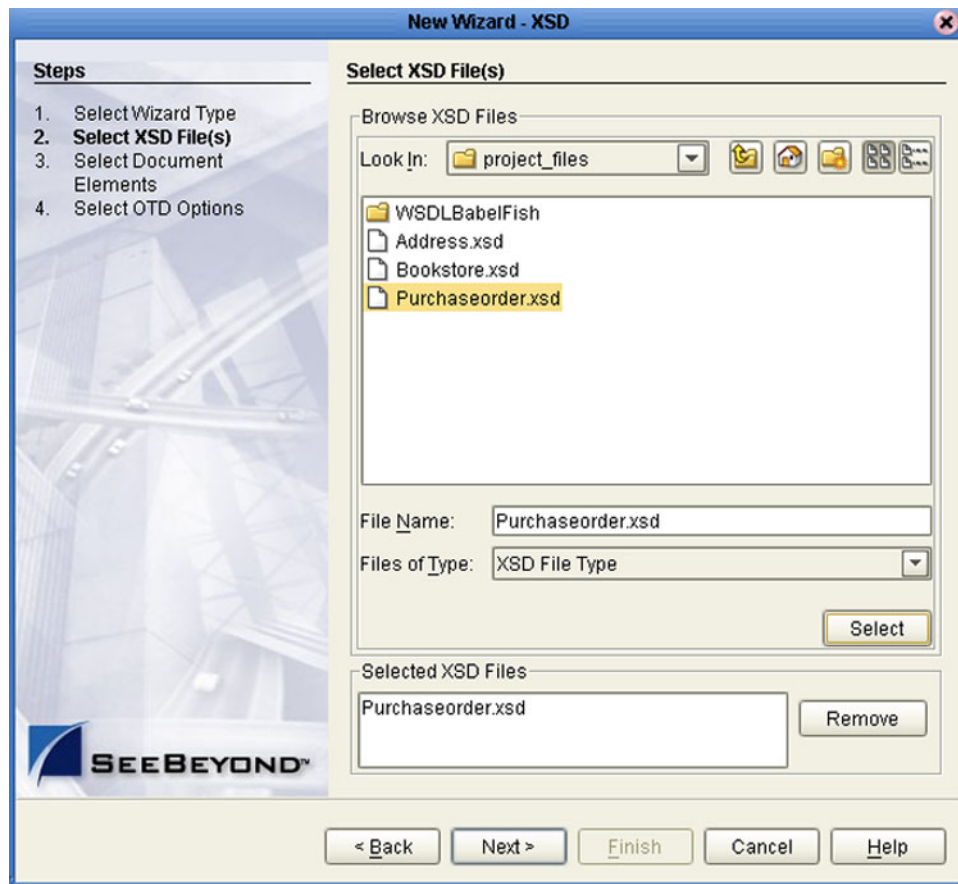 New Wizard - XSD
Steps
1. Select Wizard Type
2. Select XSD File(s)
3. Select Document
Elements
4. Select OTD Options
SEEBEYOND™
Select XSD File(s)
Browse XSD Files
Look In: project_files
WSDLBabelFish
Address.xsd
Bookstore.xsd
Purchaseorder.xsd
File Name: Purchaseorder.xsd
Files of Type: XSD File Type
Select
Selected XSD Files
Purchaseorder.xsd
Remove
< Back Next > Finish Cancel Help